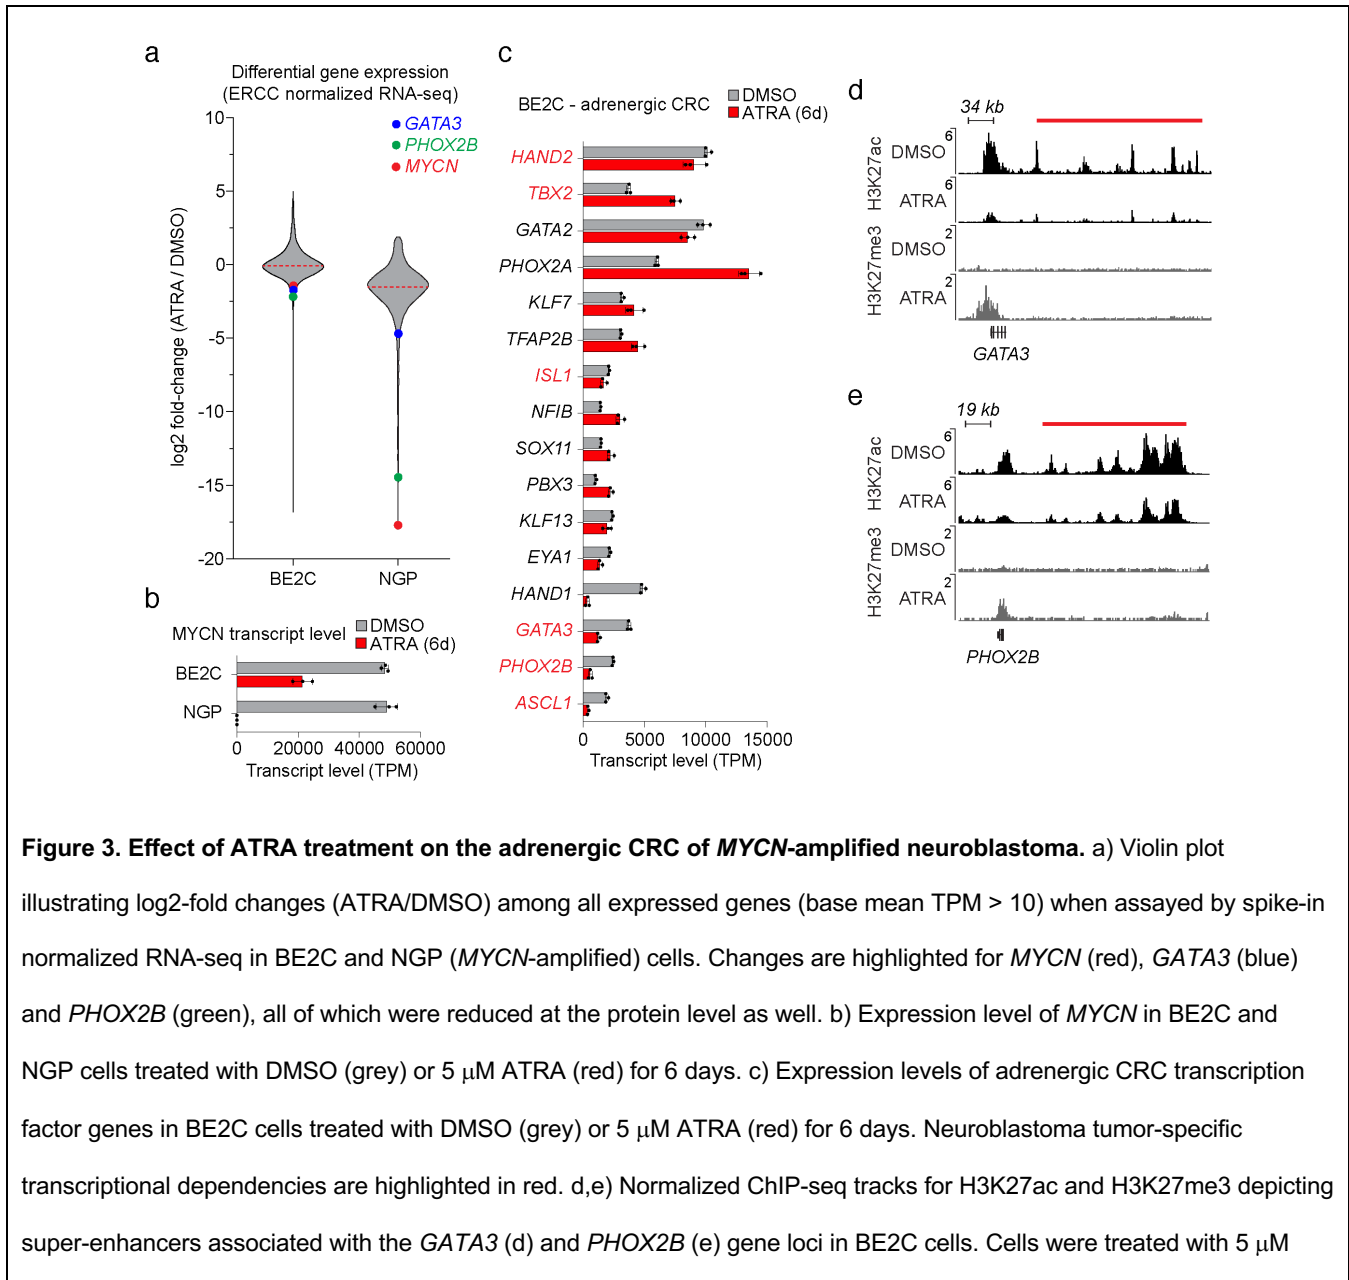 a
Differential gene expression
(ERCC normalized RNA-seq)
GATA3
PHOX2B
MYCN
log2 fold-change (ATRA / DMSO)
10
5
0
-5
-10
-15
-20
BE2C NGP
b
MYCN transcript level
DMSO
ATRA (6d)
BE2C
NGP
0 20000 40000 60000
Transcript level (TPM)
c
BE2C - adrenergic CRC
DMSO
ATRA (6d)
HAND2
TBX2
GATA2
PHOX2A
KLF7
TFAP2B
ISL1
NFIB
SOX11
PBX3
KLF13
EYA1
HAND1
GATA3
PHOX2B
ASCL1
0 5000 10000 15000
Transcript level (TPM)
d
34 kb
H3K27ac
DMSO 6
ATRA 6
H3K27me3
DMSO 2
ATRA 2
GATA3
e
19 kb
H3K27ac
DMSO 6
ATRA 6
H3K27me3
DMSO 2
ATRA 2
PHOX2B
Figure 3. Effect of ATRA treatment on the adrenergic CRC of MYCN-amplified neuroblastoma. a) Violin plot
illustrating log2-fold changes (ATRA/DMSO) among all expressed genes (base mean TPM > 10) when assayed by spike-in
normalized RNA-seq in BE2C and NGP (MYCN-amplified) cells. Changes are highlighted for MYCN (red), GATA3 (blue)
and PHOX2B (green), all of which were reduced at the protein level as well. b) Expression level of MYCN in BE2C and
NGP cells treated with DMSO (grey) or 5 μM ATRA (red) for 6 days. c) Expression levels of adrenergic CRC transcription
factor genes in BE2C cells treated with DMSO (grey) or 5 μM ATRA (red) for 6 days. Neuroblastoma tumor-specific
transcriptional dependencies are highlighted in red. d,e) Normalized ChIP-seq tracks for H3K27ac and H3K27me3 depicting
super-enhancers associated with the GATA3 (d) and PHOX2B (e) gene loci in BE2C cells. Cells were treated with 5 μM